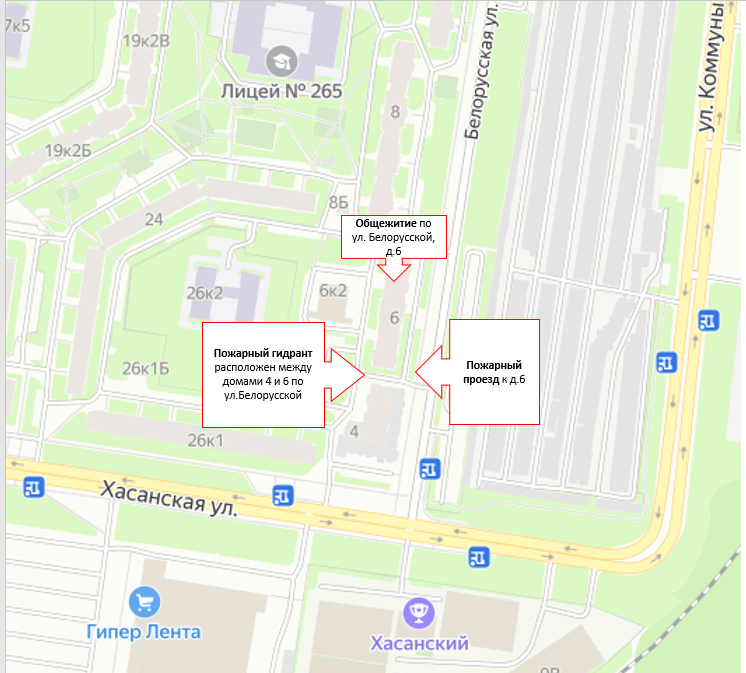 7к5
19к2В
Лицей № 265
Белорусская ул.
ул. Коммуны
8
19к2Б
8Б
24
Общежитие по
ул. Белорусской,
д.6
26к2
6к2
6
Пожарный гидрант
расположен между
домами 4 и 6 по
ул.Белорусской
Пожарный
проезд к д.6
26к1Б
4
26к1
Хасанская ул.
Гипер Лента
Хасанский